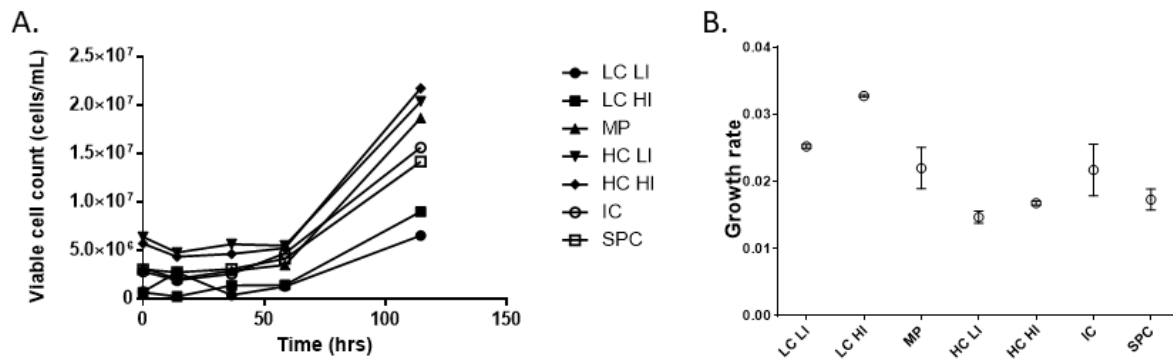 A.
Viable cell count (cells/mL)
2.5×10⁷
2.0×10⁷
1.5×10⁷
1.0×10⁷
5.0×10⁶
0
0 50 100 150
Time (hrs)
LC LI
LC HI
MP
HC LI
HC HI
IC
SPC
B.
Growth rate
0.04
0.03
0.02
0.01
0.00
LC LI LC HI MP HC LI HC HI IC SPC